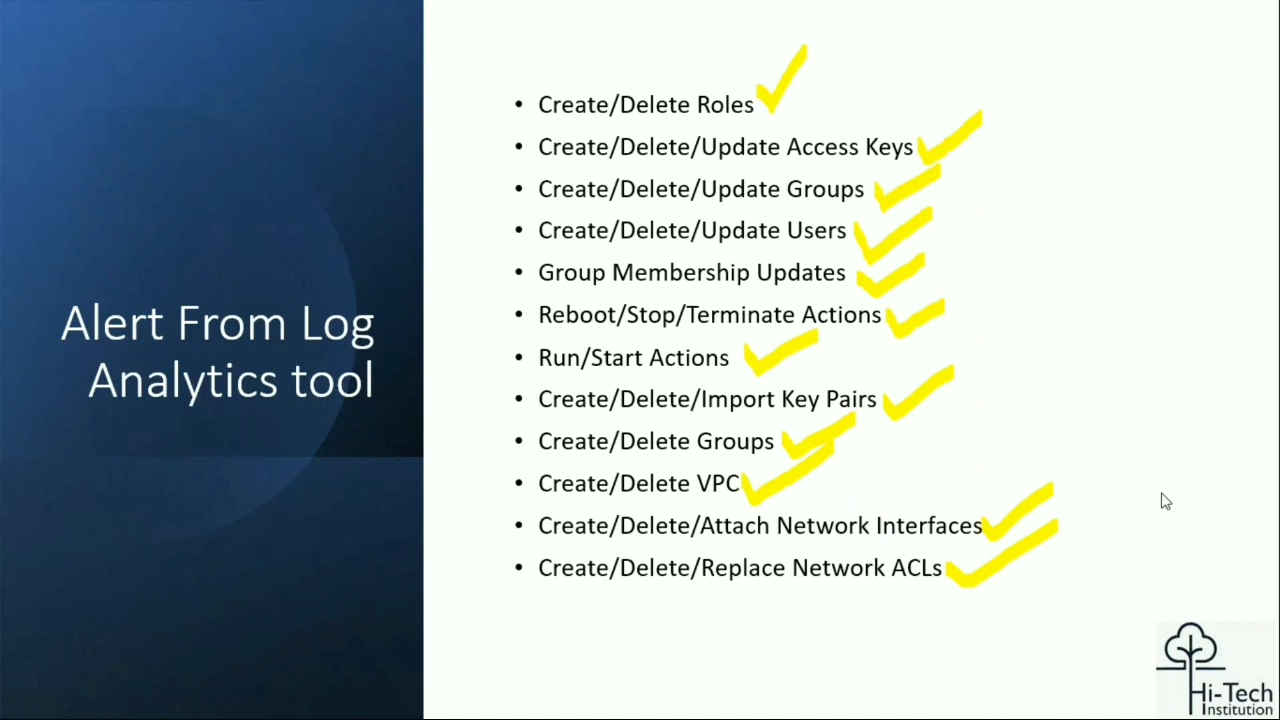 Alert From Log
Analytics tool
• Create/Delete Roles
• Create/Delete/Update Access Keys
• Create/Delete/Update Groups
• Create/Delete/Update Users
• Group Membership Updates
• Reboot/Stop/Terminate Actions
• Run/Start Actions
• Create/Delete/Import Key Pairs
• Create/Delete Groups
• Create/Delete VPC
• Create/Delete/Attach Network Interfaces
• Create/Delete/Replace Network ACLs
Hi-Tech
Institution